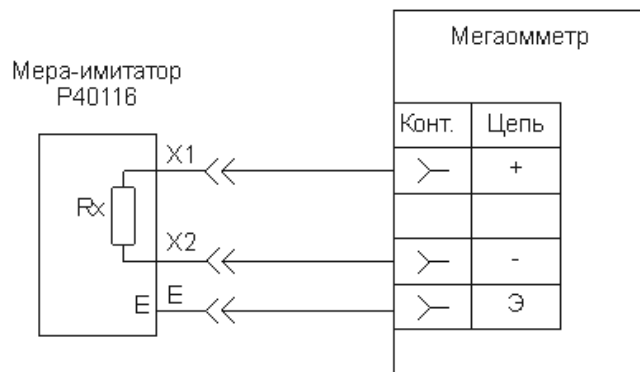 Мегаомметр
Мера-имитатор
Р40116
Конт. Цепь
X1 +
Rx
X2 -
E E Э